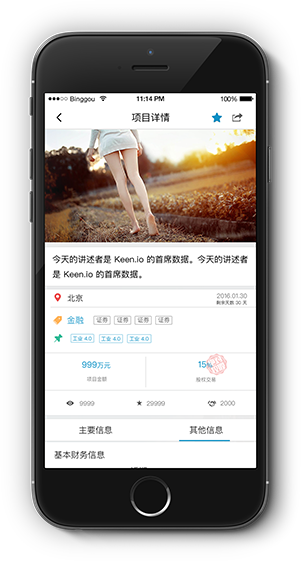 ●●●○○ Binggou 11:14 PM 100%
项目详情
今天的讲述者是 Keen.io 的首席数据。今天的讲述者
是 Keen.io 的首席数据。
北京 2016.01.30
剩余天数 30 天
金融 证券 证券 证券 证券
工业 4.0 工业 4.0 工业 4.0
999万元 15%
项目金额 股权交易
9999 29999 2000
主要信息 其他信息
基本财务信息